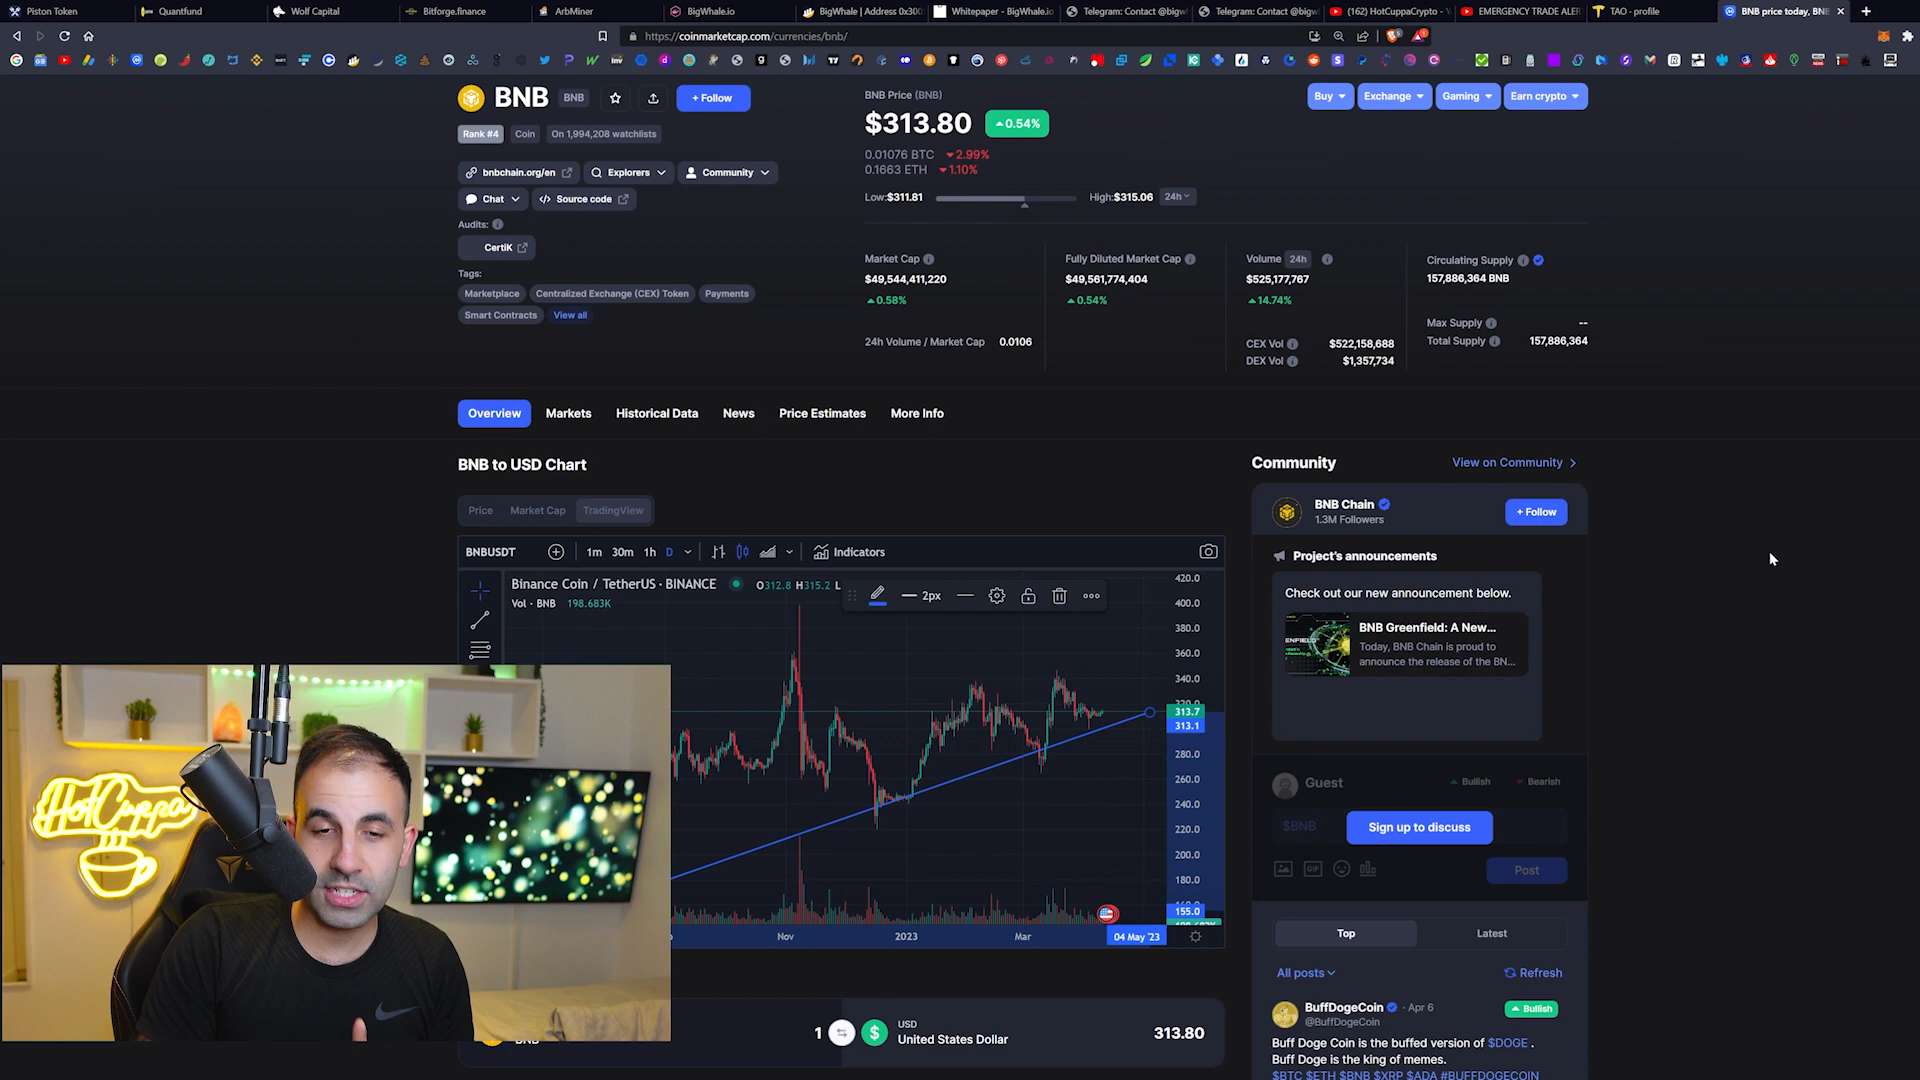 Piston Token
Quantfund
Wolf Capital
Bitforge.finance
ArbMiner
BigWhale.io
BigWhale | Address 0x300
Whitepaper - BigWhale.io
Telegram: Contact @bigw
Telegram: Contact @bigw
(162) HotCuppaCrypto - Y
EMERGENCY TRADE ALER
TAO - profile
BNB price today, BNB
https://coinmarketcap.com/currencies/bnb/
BNB
BNB
+ Follow
Rank #4
Coin
On 1,994,208 watchlists
bnbchain.org/en
Explorers
Community
Chat
Source code
Audits:
CertiK
Tags:
Marketplace
Centralized Exchange (CEX) Token
Payments
Smart Contracts
View all
BNB Price (BNB)
$313.80
0.54%
0.01076 BTC
2.99%
0.1663 ETH
1.10%
Low:$311.81
High:$315.06
24h
Buy
Exchange
Gaming
Earn crypto
Market Cap
$49,544,411,220
0.58%
24h Volume / Market Cap
0.0106
Fully Diluted Market Cap
$49,561,774,404
0.54%
Volume
24h
$525,177,767
14.74%
CEX Vol
$522,158,688
DEX Vol
$1,357,734
Circulating Supply
157,886,364 BNB
Max Supply
--
Total Supply
157,886,364
Overview
Markets
Historical Data
News
Price Estimates
More Info
BNB to USD Chart
Price
Market Cap
TradingView
BNBUSDT
1m
30m
1h
D
Indicators
Binance Coin / TetherUS · BINANCE
O312.8 H315.2 L
Vol · BNB
198.683K
2px
420.0
400.0
380.0
360.0
340.0
313.7
313.1
280.0
260.0
240.0
220.0
200.0
180.0
155.0
Nov
2023
Mar
04 May '23
HotCuppa
1
USD
United States Dollar
313.80
Community
View on Community
BNB Chain
1.3M Followers
+ Follow
Project's announcements
Check out our new announcement below.
ENFIELD
BNB Greenfield: A New...
Today, BNB Chain is proud to
announce the release of the BN...
Guest
Bullish
Bearish
$BNB
Sign up to discuss
GIF
Post
Top
Latest
All posts
Refresh
BuffDogeCoin
· Apr 6
@BuffDogeCoin
Bullish
Buff Doge Coin is the buffed version of $DOGE .
Buff Doge is the king of memes.
$BTC $ETH $BNB $XRP $ADA #BUFFDOGECOIN